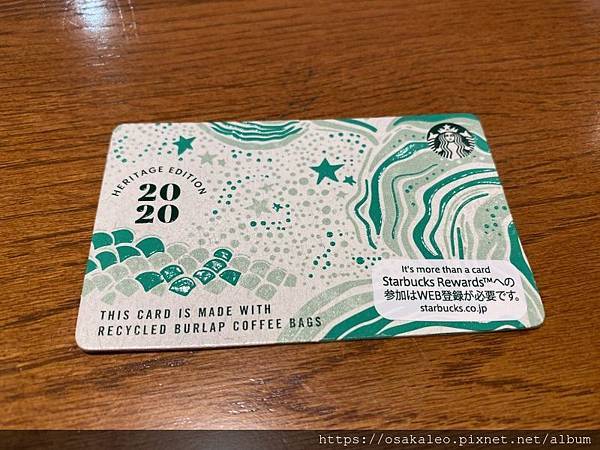 HERITAGE EDITION
20
20
It's more than a card
Starbucks Rewards™への
参加はWEB登録が必要です。
starbucks.co.jp
THIS CARD IS MADE WITH
RECYCLED BURLAP COFFEE BAGS
https://osakaleo.pixnet.net/album